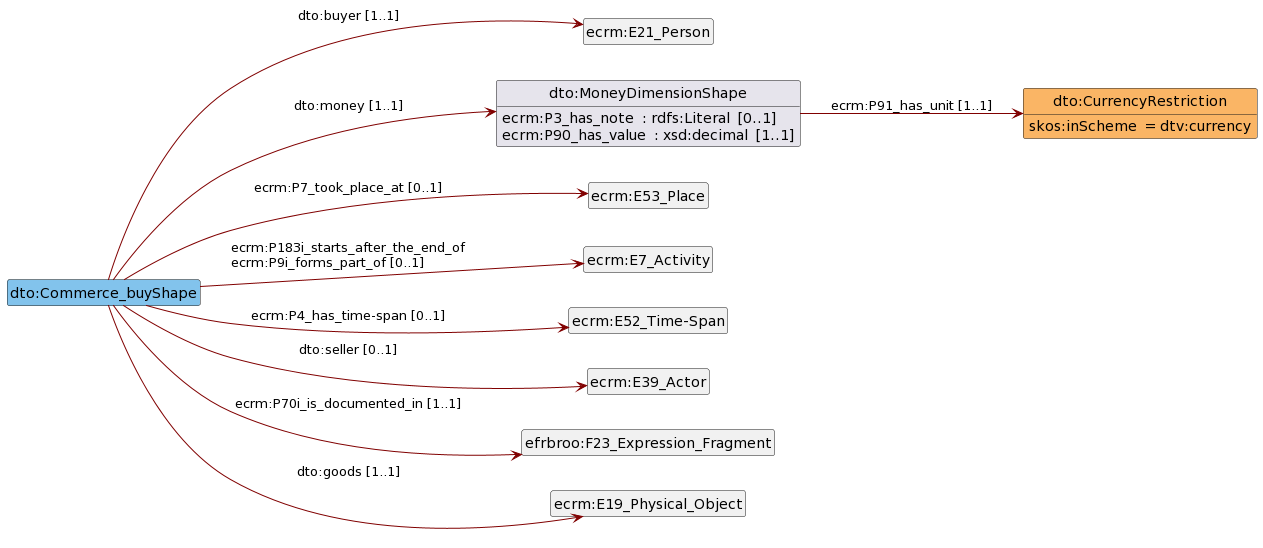 dto:buyer [1..1]
ecrm:E21_Person
dto:MoneyDimensionShape
dto:money [1..1]
ecrm:P3_has_note : rdfs:Literal [0..1]
ecrm:P90_has_value : xsd:decimal [1..1]
ecrm:P91_has_unit [1..1]
dto:CurrencyRestriction
skos:inScheme = dtv:currency
ecrm:P7_took_place_at [0..1]
ecrm:E53_Place
ecrm:P183i_starts_after_the_end_of
ecrm:P9i_forms_part_of [0..1]
ecrm:E7_Activity
dto:Commerce_buyShape
ecrm:P4_has_time-span [0..1]
ecrm:E52_Time-Span
dto:seller [0..1]
ecrm:E39_Actor
ecrm:P70i_is_documented_in [1..1]
efrbroo:F23_Expression_Fragment
dto:goods [1..1]
ecrm:E19_Physical_Object